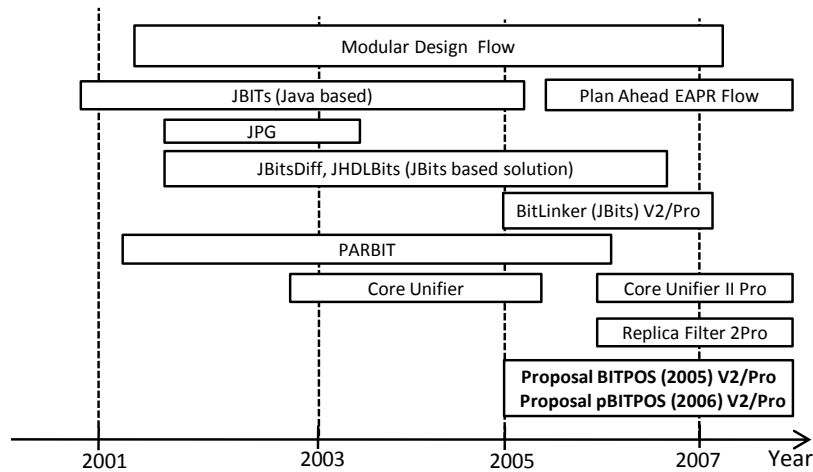 Modular Design Flow
JBITs (Java based)
Plan Ahead EAPR Flow
JPG
JBitsDiff, JHDLBits (JBits based solution)
BitLinker (JBits) V2/Pro
PARBIT
Core Unifier
Core Unifier II Pro
Replica Filter 2Pro
Proposal BITPOS (2005) V2/Pro
Proposal pBITPOS (2006) V2/Pro
2001
2003
2005
2007
Year